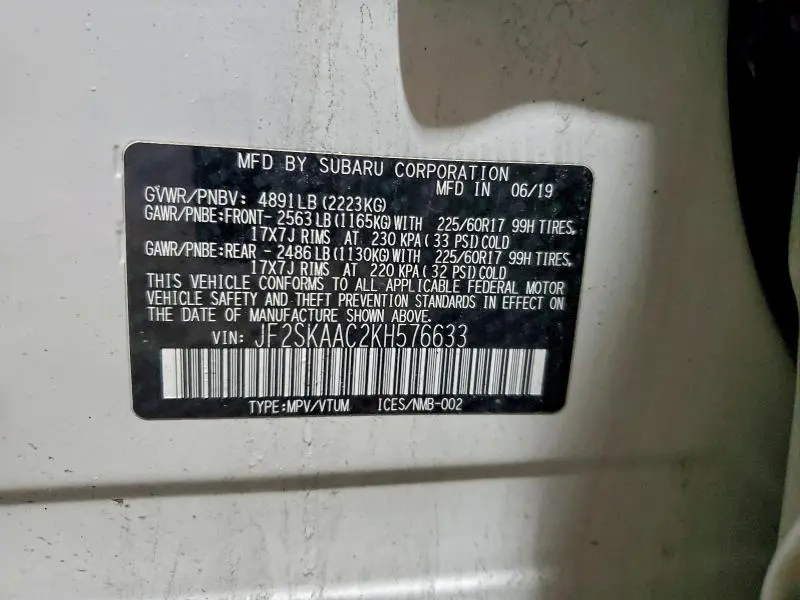 MFD BY SUBARU CORPORATION
MFD IN 06/19
GVWR/PNBV: 4891LB (2223KG)
GAWR/PNBE:FRONT- 2563 LB (1165KG) WITH 225/60R17 99H TIRES,
17X7J RIMS AT 230 KPA ( 33 PSI) COLD
GAWR/PNBE:REAR - 2486 LB (1130KG) WITH 225/60R17 99H TIRES,
17X7J RIMS AT 220 KPA ( 32 PSI) COLD
THIS VEHICLE CONFORMS TO ALL APPLICABLE FEDERAL MOTOR
VEHICLE SAFETY AND THEFT PREVENTION STANDARDS IN EFFECT ON
THE DATE OF MANUFACTURE SHOWN ABOVE.
VIN: JF2SKAAC2KH576633
TYPE:MPV/VTUM ICES/NMB-002